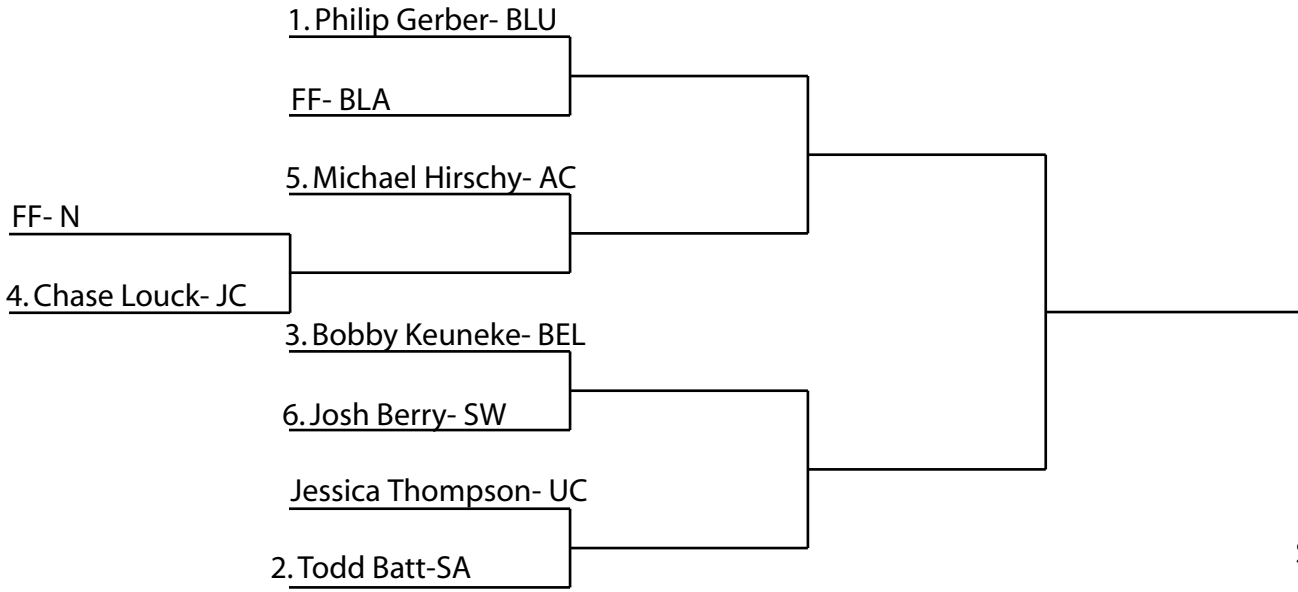 1. Philip Gerber- BLU
FF- BLA
5. Michael Hirschy- AC
FF- N
4. Chase Louck- JC
3. Bobby Keuneke- BEL
6. Josh Berry- SW
Jessica Thompson- UC
2. Todd Batt-SA